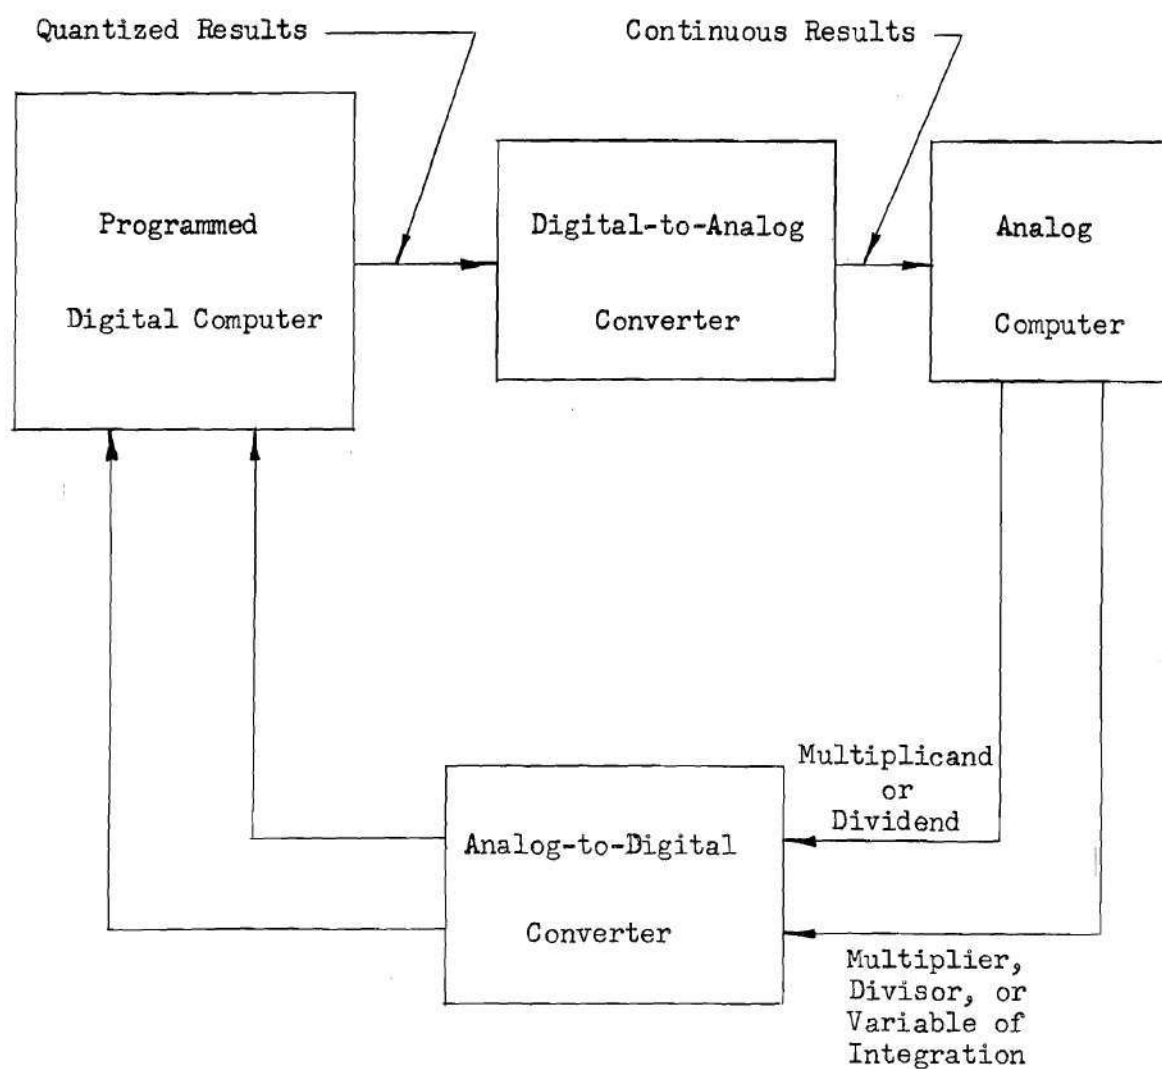 Quantized Results
Continuous Results
Programmed
Digital Computer
Digital-to-Analog
Converter
Analog
Computer
Multiplicand
or
Dividend
Analog-to-Digital
Converter
Multiplier,
Divisor, or
Variable of
Integration